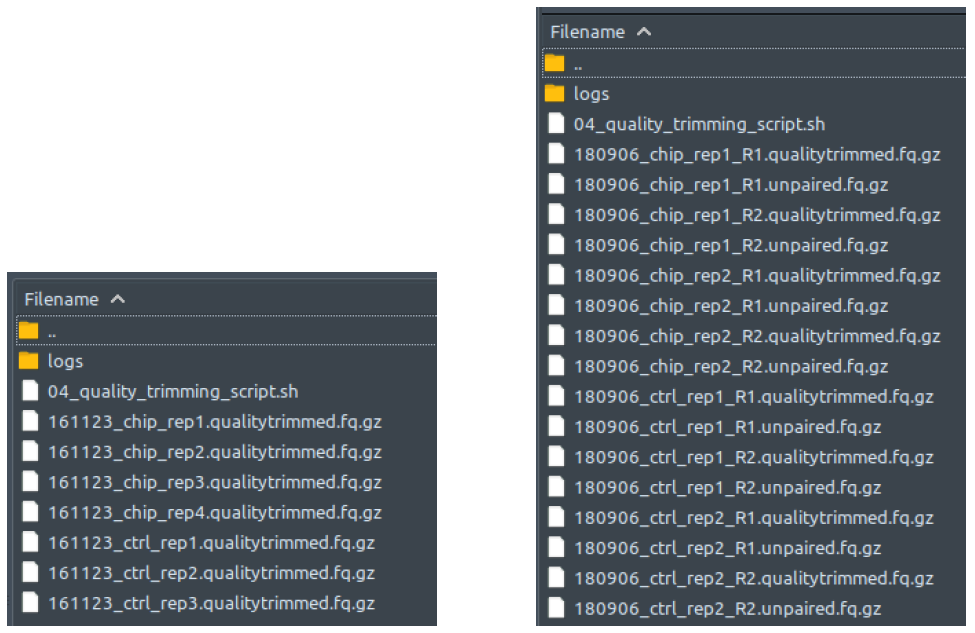 Filename
..
logs
04_quality_trimming_script.sh
161123_chip_rep1.qualitytrimmed.fq.gz
161123_chip_rep2.qualitytrimmed.fq.gz
161123_chip_rep3.qualitytrimmed.fq.gz
161123_chip_rep4.qualitytrimmed.fq.gz
161123_ctrl_rep1.qualitytrimmed.fq.gz
161123_ctrl_rep2.qualitytrimmed.fq.gz
161123_ctrl_rep3.qualitytrimmed.fq.gz
Filename
..
logs
04_quality_trimming_script.sh
180906_chip_rep1_R1.qualitytrimmed.fq.gz
180906_chip_rep1_R1.unpaired.fq.gz
180906_chip_rep1_R2.qualitytrimmed.fq.gz
180906_chip_rep1_R2.unpaired.fq.gz
180906_chip_rep2_R1.qualitytrimmed.fq.gz
180906_chip_rep2_R1.unpaired.fq.gz
180906_chip_rep2_R2.qualitytrimmed.fq.gz
180906_chip_rep2_R2.unpaired.fq.gz
180906_ctrl_rep1_R1.qualitytrimmed.fq.gz
180906_ctrl_rep1_R1.unpaired.fq.gz
180906_ctrl_rep1_R2.qualitytrimmed.fq.gz
180906_ctrl_rep1_R2.unpaired.fq.gz
180906_ctrl_rep2_R1.qualitytrimmed.fq.gz
180906_ctrl_rep2_R1.unpaired.fq.gz
180906_ctrl_rep2_R2.qualitytrimmed.fq.gz
180906_ctrl_rep2_R2.unpaired.fq.gz